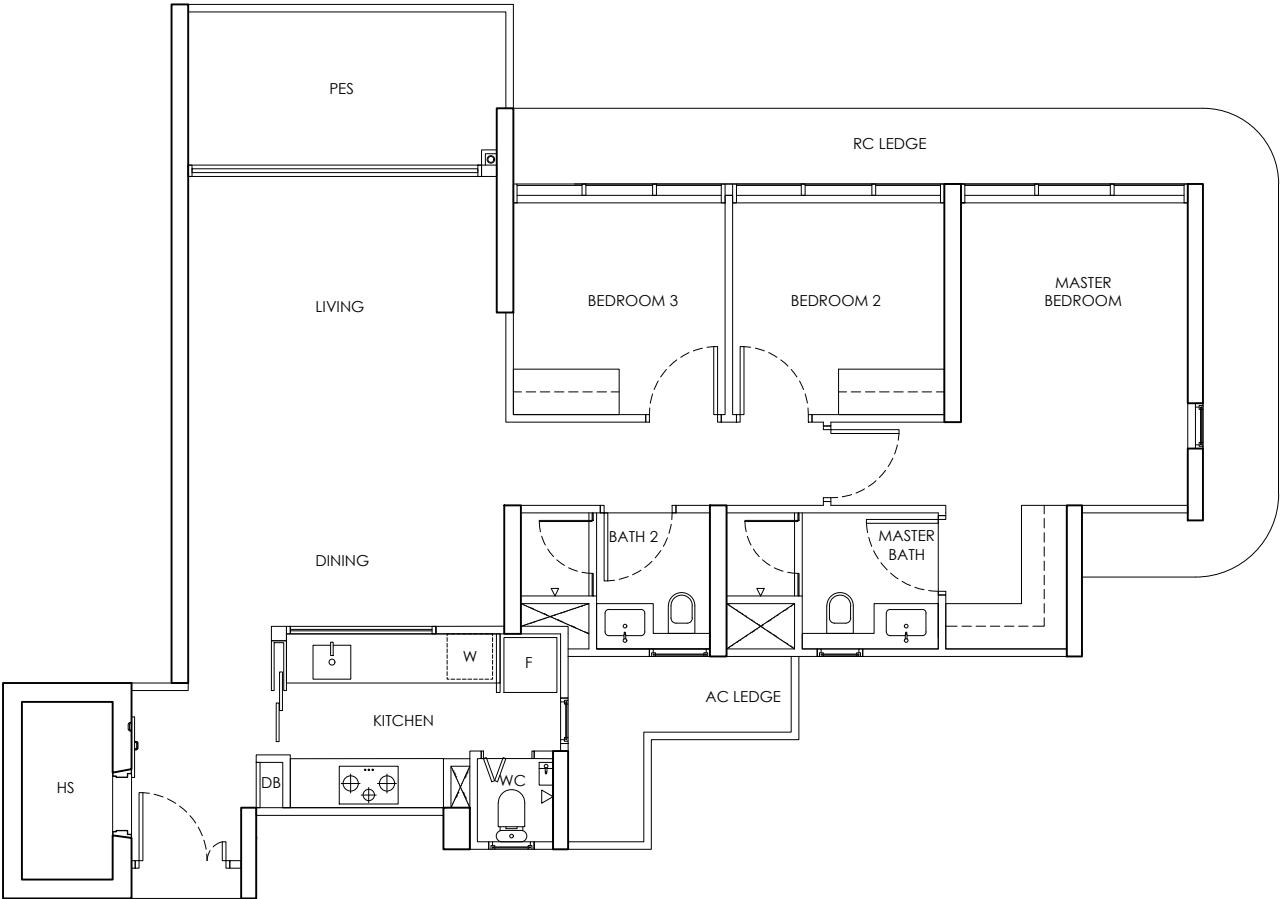 PES
RC LEDGE
LIVING
BEDROOM 3
BEDROOM 2
MASTER
BEDROOM
DINING
BATH 2
MASTER
BATH
W
F
KITCHEN
AC LEDGE
HS
DB
WC